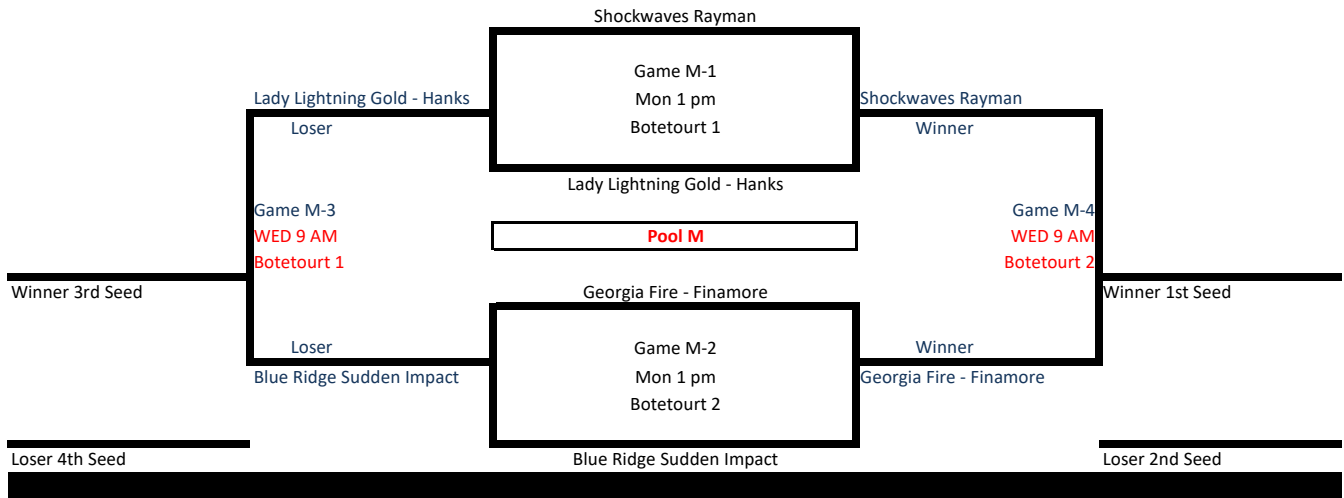 Shockwaves Rayman
Game M-1
Mon 1 pm
Botetourt 1
Lady Lightning Gold - Hanks
Shockwaves Rayman
Loser
Winner
Lady Lightning Gold - Hanks
Game M-3
WED 9 AM
Botetourt 1
Pool M
Game M-4
WED 9 AM
Botetourt 2
Winner 3rd Seed
Georgia Fire - Finamore
Winner 1st Seed
Loser
Blue Ridge Sudden Impact
Game M-2
Mon 1 pm
Botetourt 2
Winner
Georgia Fire - Finamore
Loser 4th Seed
Blue Ridge Sudden Impact
Loser 2nd Seed